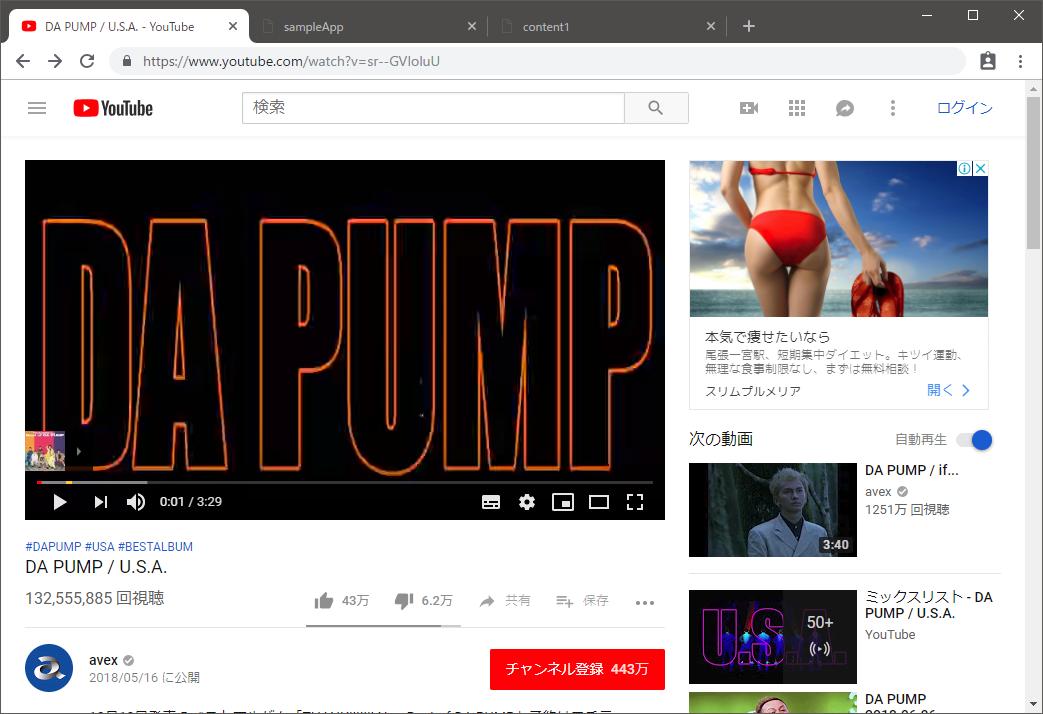 DA PUMP / U.S.A. - YouTube
sampleApp
content1
https://www.youtube.com/watch?v=sr--GVIoluU
YouTube
検索
ログイン
DA PUMP
0:01 / 3:29
#DAPUMP #USA #BESTALBUM
DA PUMP / U.S.A.
132,555,885 回視聴
43万
6.2万
共有
保存
avex
2018/05/16 に公開
チャンネル登録 443万
本気で痩せたいなら
尾張一宮駅、短期集中ダイエット。キツイ運動、
無理な食事制限なし、まずは無料相談！
スリムプルメリア
開く
次の動画
自動再生
DA PUMP / if...
avex
1251万 回視聴
3:40
ミックスリスト - DA
PUMP / U.S.A.
YouTube
U.S.A.
50+
DA PUMP